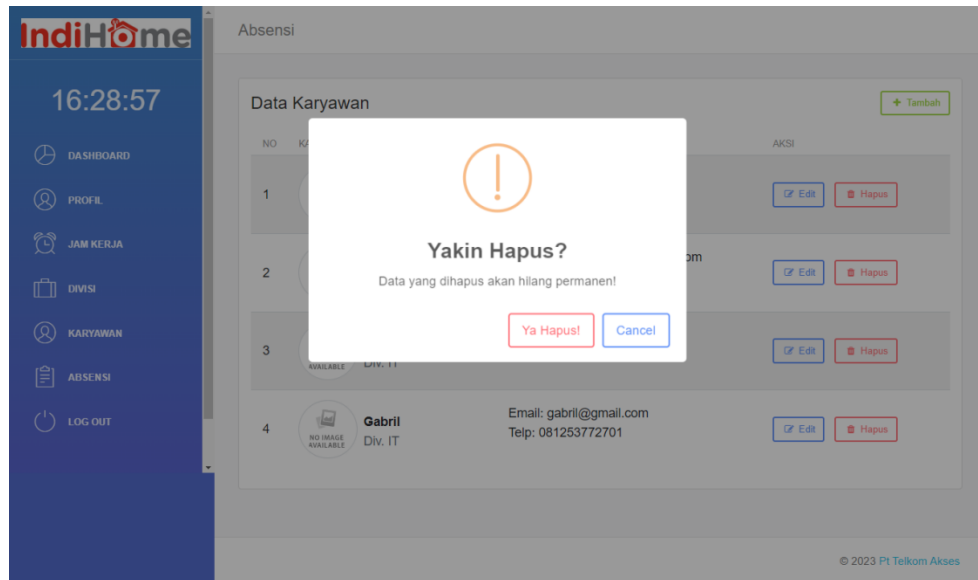 IndiHome
Absensi
16:28:57
DASHBOARD
PROFIL
JAM KERJA
DIVISI
KARYAWAN
ABSENSI
LOG OUT
Data Karyawan
+ Tambah
NO
AKSI
1
Edit Hapus
2
Edit Hapus
3
AVAILABLE
Div. IT
Edit Hapus
4
NO IMAGE
AVAILABLE
Gabril
Div. IT
Email: gabril@gmail.com
Telp: 081253772701
Edit Hapus
!
Yakin Hapus?
Data yang dihapus akan hilang permanen!
Ya Hapus! Cancel
© 2023 Pt Telkom Akses